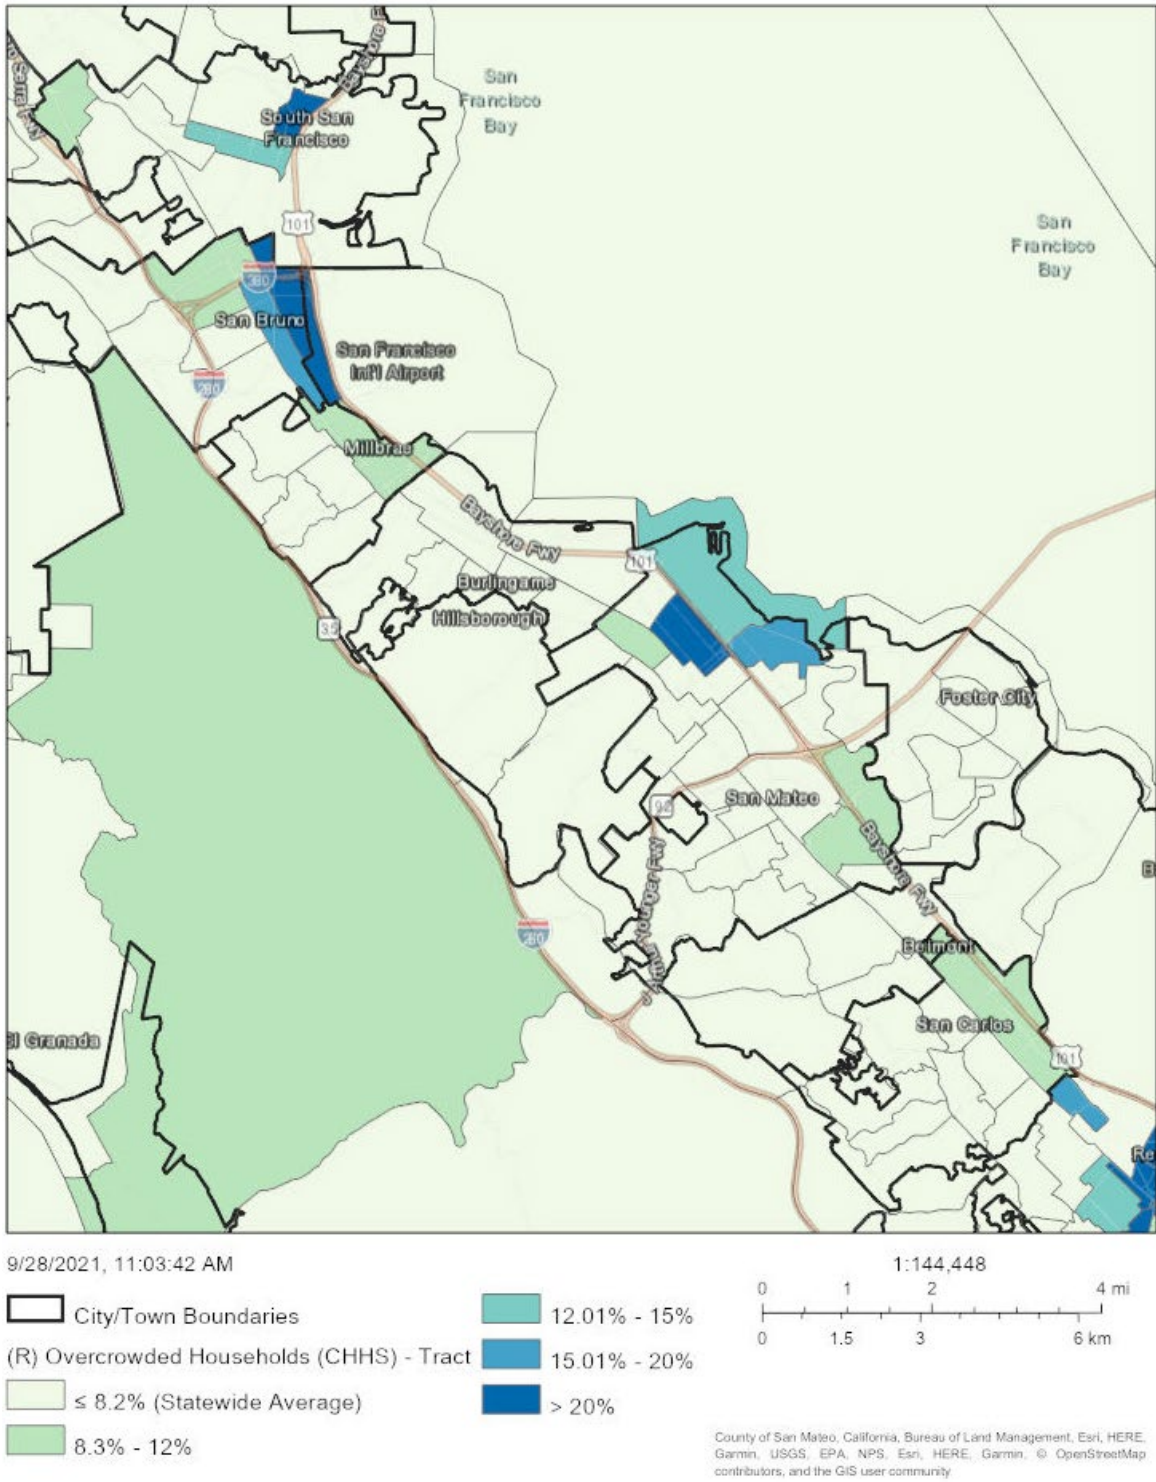 Bayshore F
San
Francisco
Bay
South San
Francisco
101
San
Francisco
Bay
380
San Bruno
San Francisco
Int'l Airport
280
Millbrae
Bayshore Fwy
101
Burlingame
Hillsborough
35
Foster City
San Mateo
92
Bayshore Fwy
J Arthur Younger Fwy
280
B
Belmont
San Carlos
El Granada
101
Re
9/28/2021, 11:03:42 AM
1:144,448
0 1 2 4 mi
0 1.5 3 6 km
City/Town Boundaries
(R) Overcrowded Households (CHHS) - Tract
≤ 8.2% (Statewide Average)
8.3% - 12%
12.01% - 15%
15.01% - 20%
> 20%
County of San Mateo, California, Bureau of Land Management, Esri, HERE,
Garmin, USGS, EPA, NPS, Esri, HERE, Garmin, © OpenStreetMap
contributors, and the GIS user community